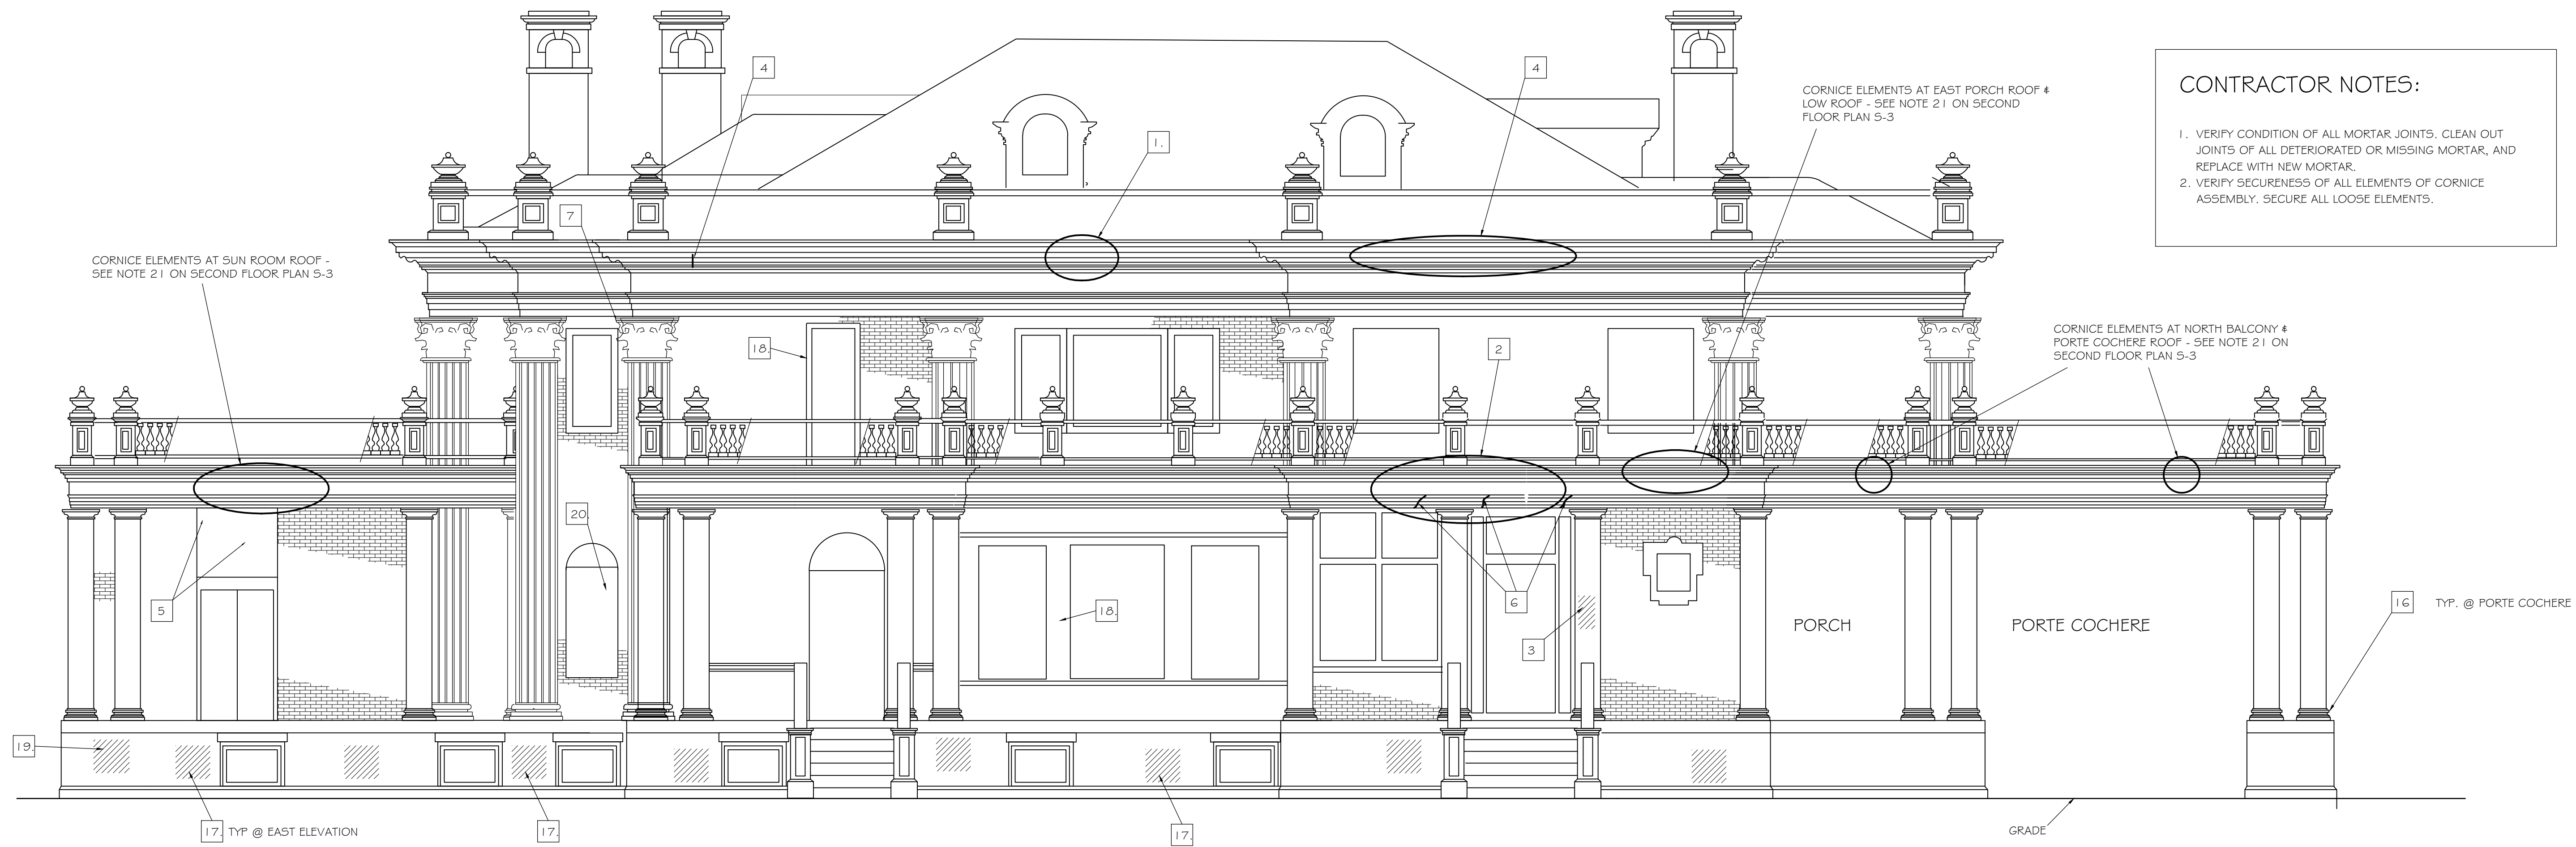 4
4
CONTRACTOR NOTES:
CORNICE ELEMENTS AT EAST PORCH ROOF &
LOW ROOF - SEE NOTE 21 ON SECOND
FLOOR PLAN S-3
1. VERIFY CONDITION OF ALL MORTAR JOINTS. CLEAN OUT
JOINTS OF ALL DETERIORATED OR MISSING MORTAR, AND
REPLACE WITH NEW MORTAR.
2. VERIFY SECURENESS OF ALL ELEMENTS OF CORNICE
ASSEMBLY. SECURE ALL LOOSE ELEMENTS.
1.
7
CORNICE ELEMENTS AT SUN ROOM ROOF -
SEE NOTE 21 ON SECOND FLOOR PLAN S-3
CORNICE ELEMENTS AT NORTH BALCONY &
PORTE COCHERE ROOF - SEE NOTE 21 ON
SECOND FLOOR PLAN S-3
18.
2
20.
5
18.
6
3
PORCH
PORTE COCHERE
16 TYP. @ PORTE COCHERE
19.
17. TYP @ EAST ELEVATION
17.
17.
GRADE